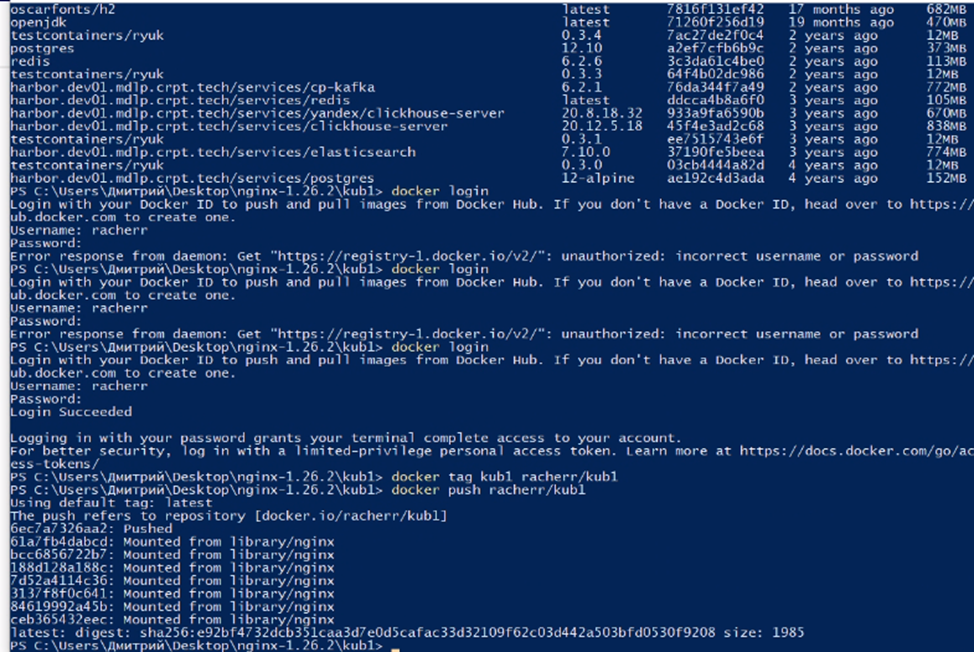 oscarfonts/h2 latest 7816f131ef42 17 months ago 682MB
openjdk latest 71260f256d19 19 months ago 470MB
testcontainers/ryuk 0.3.4 7ac27de2f0c4 2 years ago 12MB
postgres 12.10 a2ef7cfb6b9c 2 years ago 373MB
redis 6.2.6 3c3da61c4be0 2 years ago 113MB
testcontainers/ryuk 0.3.3 64f4b02dc986 2 years ago 12MB
harbor.dev01.mdlp.crpt.tech/services/cp-kafka 6.2.1 76da344f7a49 2 years ago 772MB
harbor.dev01.mdlp.crpt.tech/services/redis latest ddcca4b8a6f0 3 years ago 105MB
harbor.dev01.mdlp.crpt.tech/services/yandex/clickhouse-server 20.8.18.32 933a9fa6590b 3 years ago 670MB
harbor.dev01.mdlp.crpt.tech/services/clickhouse-server 20.12.5.18 45f4e3ad2c68 3 years ago 838MB
testcontainers/ryuk 0.3.1 ee7515743e6f 3 years ago 12MB
harbor.dev01.mdlp.crpt.tech/services/elasticsearch 7.10.0 37190fe5beea 3 years ago 774MB
testcontainers/ryuk 0.3.0 03cb4444a82d 4 years ago 12MB
harbor.dev01.mdlp.crpt.tech/services/postgres 12-alpine ae192c4d3ada 4 years ago 152MB
PS C:\Users\Дмитрий\Desktop\nginx-1.26.2\kub1> docker login
Login with your Docker ID to push and pull images from Docker Hub. If you don't have a Docker ID, head over to https://
ub.docker.com to create one.
Username: racherr
Password:
Error response from daemon: Get "https://registry-1.docker.io/v2/": unauthorized: incorrect username or password
PS C:\Users\Дмитрий\Desktop\nginx-1.26.2\kub1> docker login
Login with your Docker ID to push and pull images from Docker Hub. If you don't have a Docker ID, head over to https://
ub.docker.com to create one.
Username: racherr
Password:
Error response from daemon: Get "https://registry-1.docker.io/v2/": unauthorized: incorrect username or password
PS C:\Users\Дмитрий\Desktop\nginx-1.26.2\kub1> docker login
Login with your Docker ID to push and pull images from Docker Hub. If you don't have a Docker ID, head over to https://
ub.docker.com to create one.
Username: racherr
Password:
Login Succeeded
Logging in with your password grants your terminal complete access to your account.
For better security, log in with a limited-privilege personal access token. Learn more at https://docs.docker.com/go/ac
ess-tokens/
PS C:\Users\Дмитрий\Desktop\nginx-1.26.2\kub1> docker tag kub1 racherr/kub1
PS C:\Users\Дмитрий\Desktop\nginx-1.26.2\kub1> docker push racherr/kub1
Using default tag: latest
The push refers to repository [docker.io/racherr/kub1]
6ec7a7326aa2: Pushed
61a7fb4dabcd: Mounted from library/nginx
bcc6856722b7: Mounted from library/nginx
188d128a188c: Mounted from library/nginx
7d52a4114c36: Mounted from library/nginx
3137f8f0c641: Mounted from library/nginx
84619992a45b: Mounted from library/nginx
ceb365432eec: Mounted from library/nginx
latest: digest: sha256:e92bf4732dcb351caa3d7e0d5cafac33d32109f62c03d442a503bfd0530f9208 size: 1985
PS C:\Users\Дмитрий\Desktop\nginx-1.26.2\kub1>